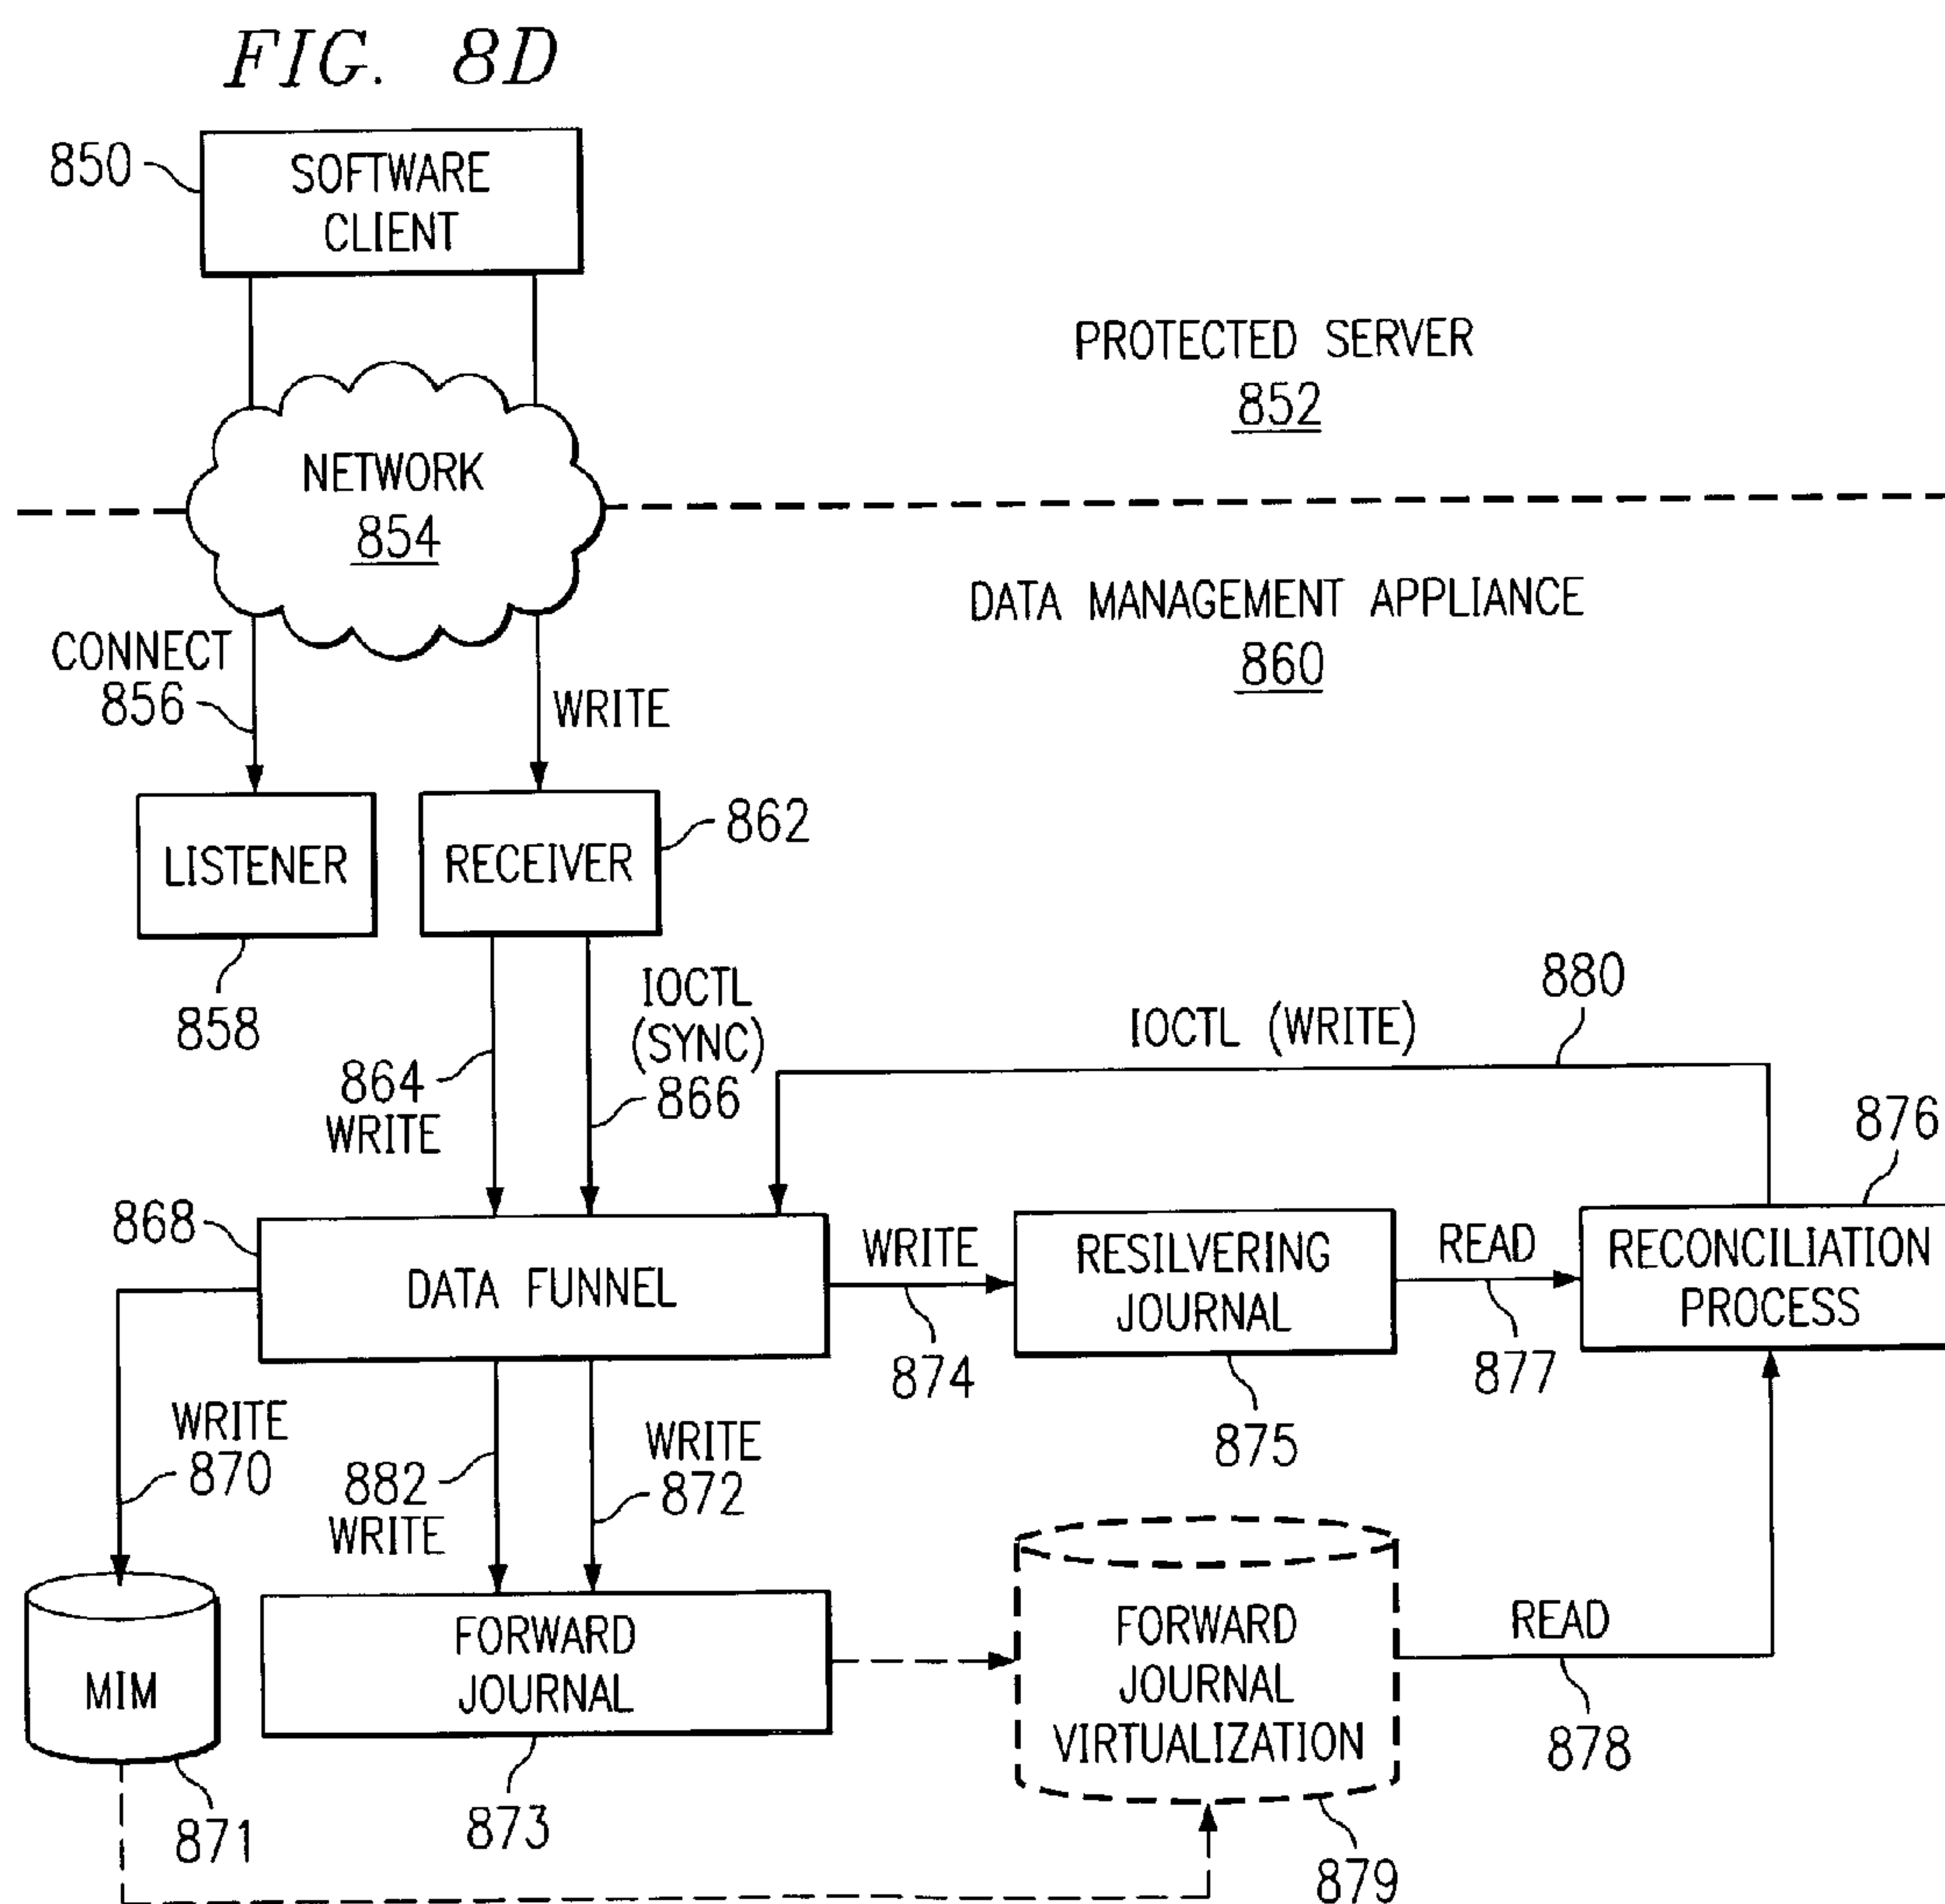 FIG. 8D
850
SOFTWARE
CLIENT
PROTECTED SERVER
852
NETWORK
854
DATA MANAGEMENT APPLIANCE
860
CONNECT
856
WRITE
LISTENER
RECEIVER
862
858
IOCTL
(SYNC)
866
864
WRITE
880
IOCTL (WRITE)
876
868
DATA FUNNEL
WRITE
874
RESILVERING
JOURNAL
READ
877
RECONCILIATION
PROCESS
875
WRITE
870
882
WRITE
WRITE
872
MIM
FORWARD
JOURNAL
FORWARD
JOURNAL
VIRTUALIZATION
READ
878
871
873
879